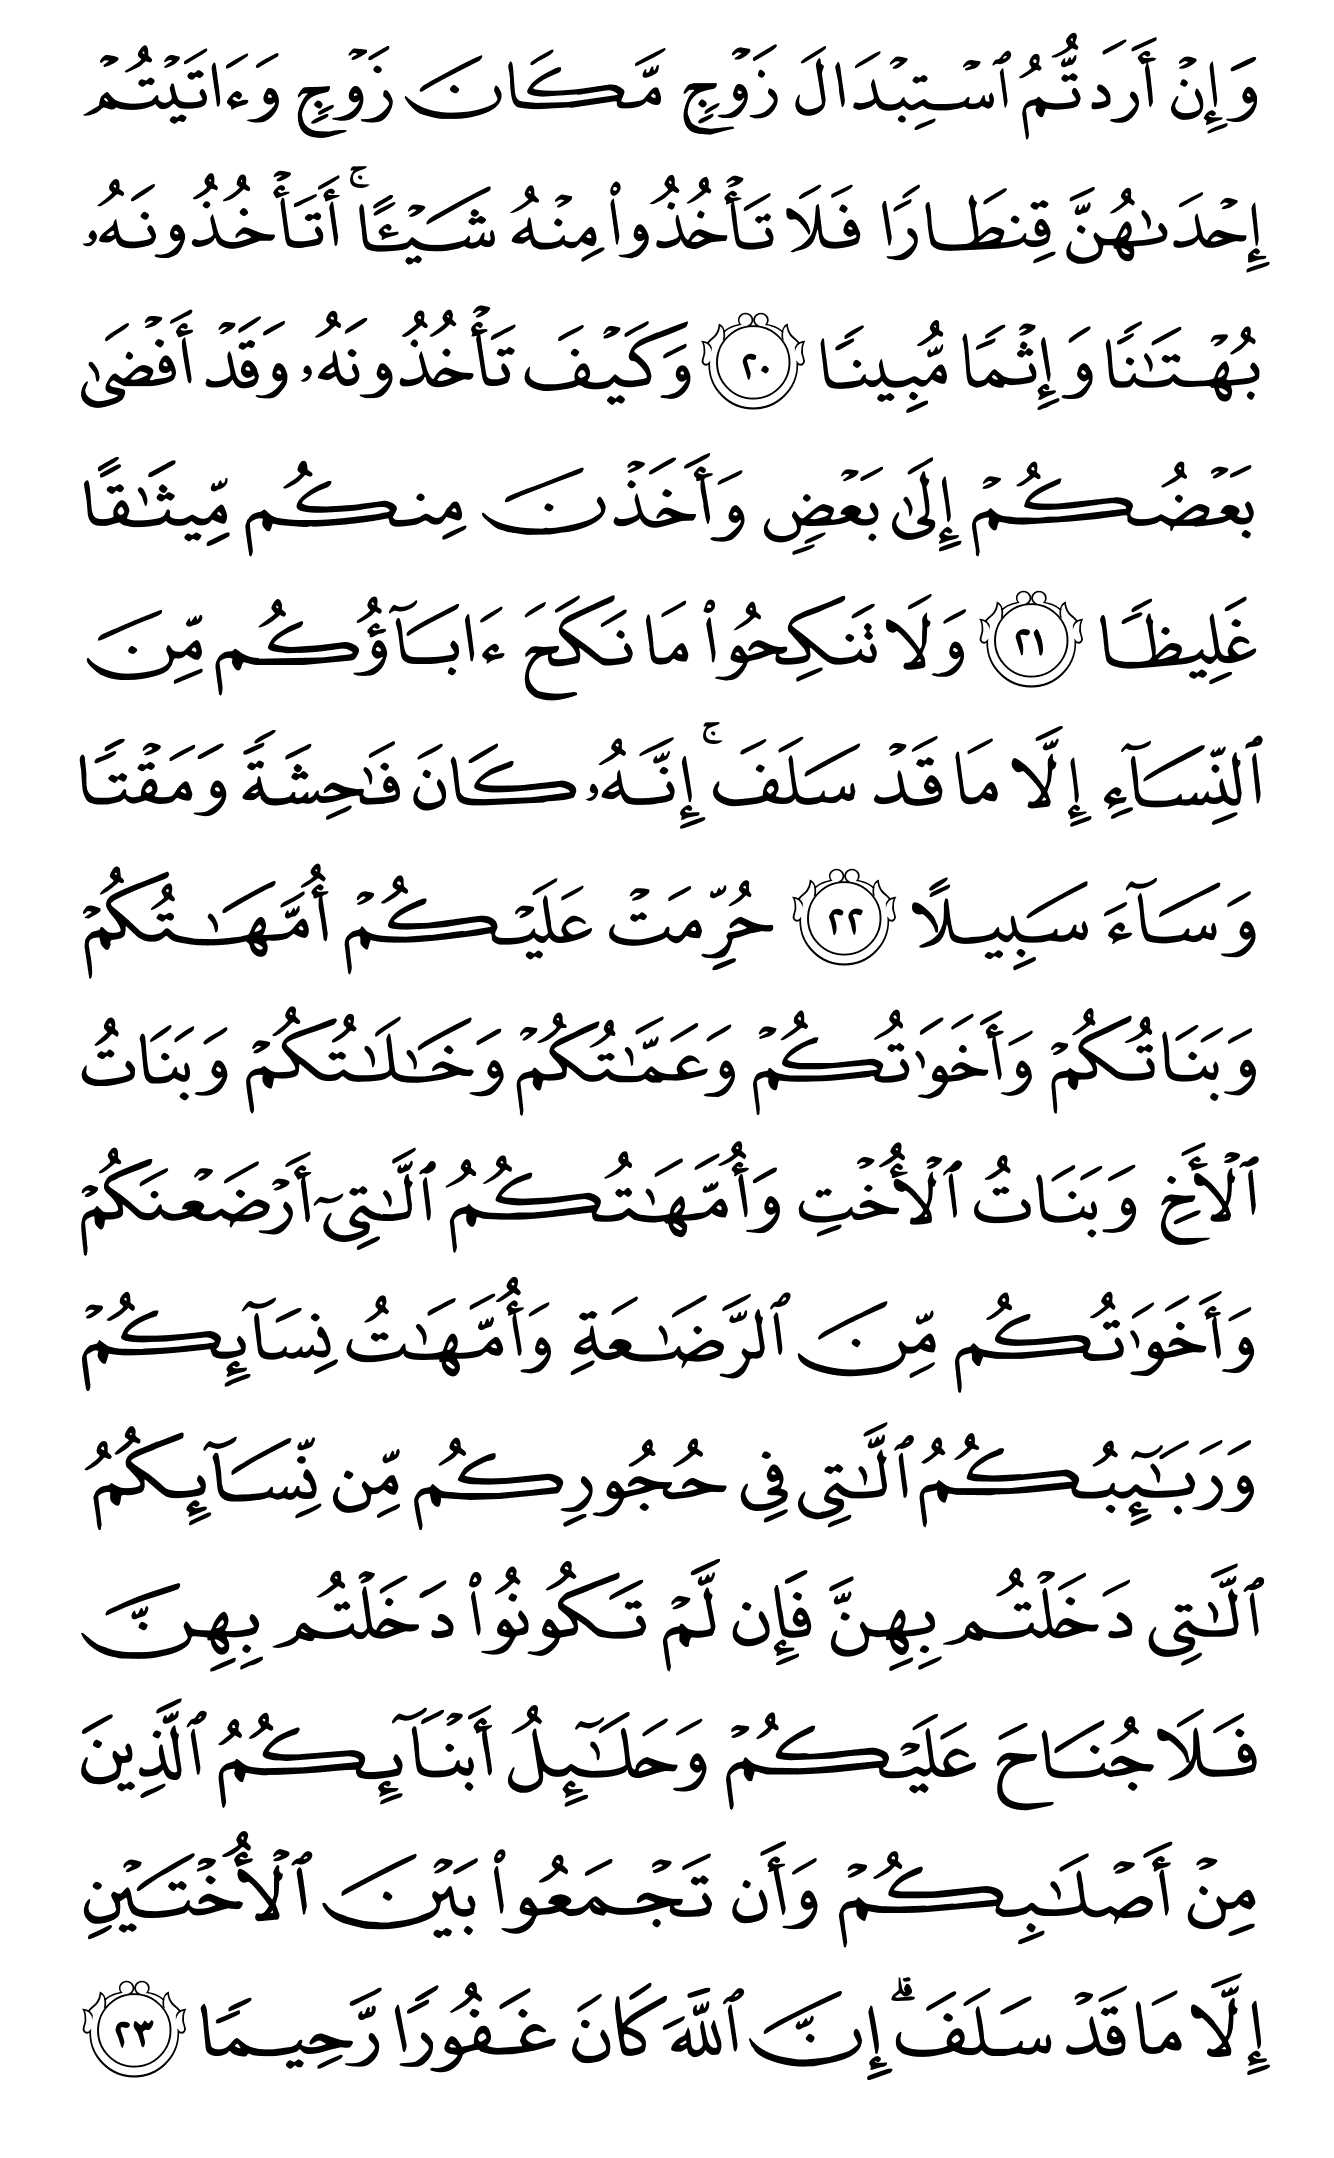 وَإِنْ أَرَدتُّمُ ٱسْتِبْدَالَ زَوْجٍ مَّكَانَ زَوْجٍ وَءَاتَيْتُمْ
إِحْدَىٰهُنَّ قِنطَارًا فَلَا تَأْخُذُوا۟ مِنْهُ شَيْـًٔا ۚ أَتَأْخُذُونَهُۥ
بُهْتَـٰنًا وَإِثْمًا مُّبِينًا ٢٠ وَكَيْفَ تَأْخُذُونَهُۥ وَقَدْ أَفْضَىٰ
بَعْضُكُمْ إِلَىٰ بَعْضٍ وَأَخَذْنَ مِنكُم مِّيثَـٰقًا
غَلِيظًا ٢١ وَلَا تَنكِحُوا۟ مَا نَكَحَ ءَابَآؤُكُم مِّنَ
ٱلنِّسَآءِ إِلَّا مَا قَدْ سَلَفَ ۚ إِنَّهُۥ كَانَ فَـٰحِشَةً وَمَقْتًا
وَسَآءَ سَبِيلًا ٢٢ حُرِّمَتْ عَلَيْكُمْ أُمَّهَـٰتُكُمْ
وَبَنَاتُكُمْ وَأَخَوَٰتُكُمْ وَعَمَّـٰتُكُمْ وَخَـٰلَـٰتُكُمْ وَبَنَاتُ
ٱلْأَخِ وَبَنَاتُ ٱلْأُخْتِ وَأُمَّهَـٰتُكُمُ ٱلَّـٰتِىٓ أَرْضَعْنَكُمْ
وَأَخَوَٰتُكُم مِّنَ ٱلرَّضَـٰعَةِ وَأُمَّهَـٰتُ نِسَآئِكُمْ
وَرَبَـٰٓئِبُكُمُ ٱلَّـٰتِى فِى حُجُورِكُم مِّن نِّسَآئِكُمُ
ٱلَّـٰتِى دَخَلْتُم بِهِنَّ فَإِن لَّمْ تَكُونُوا۟ دَخَلْتُم بِهِنَّ
فَلَا جُنَاحَ عَلَيْكُمْ وَحَلَـٰٓئِلُ أَبْنَآئِكُمُ ٱلَّذِينَ
مِنْ أَصْلَـٰبِكُمْ وَأَن تَجْمَعُوا۟ بَيْنَ ٱلْأُخْتَيْنِ
إِلَّا مَا قَدْ سَلَفَ ۗ إِنَّ ٱللَّهَ كَانَ غَفُورًا رَّحِيمًا ٢٣